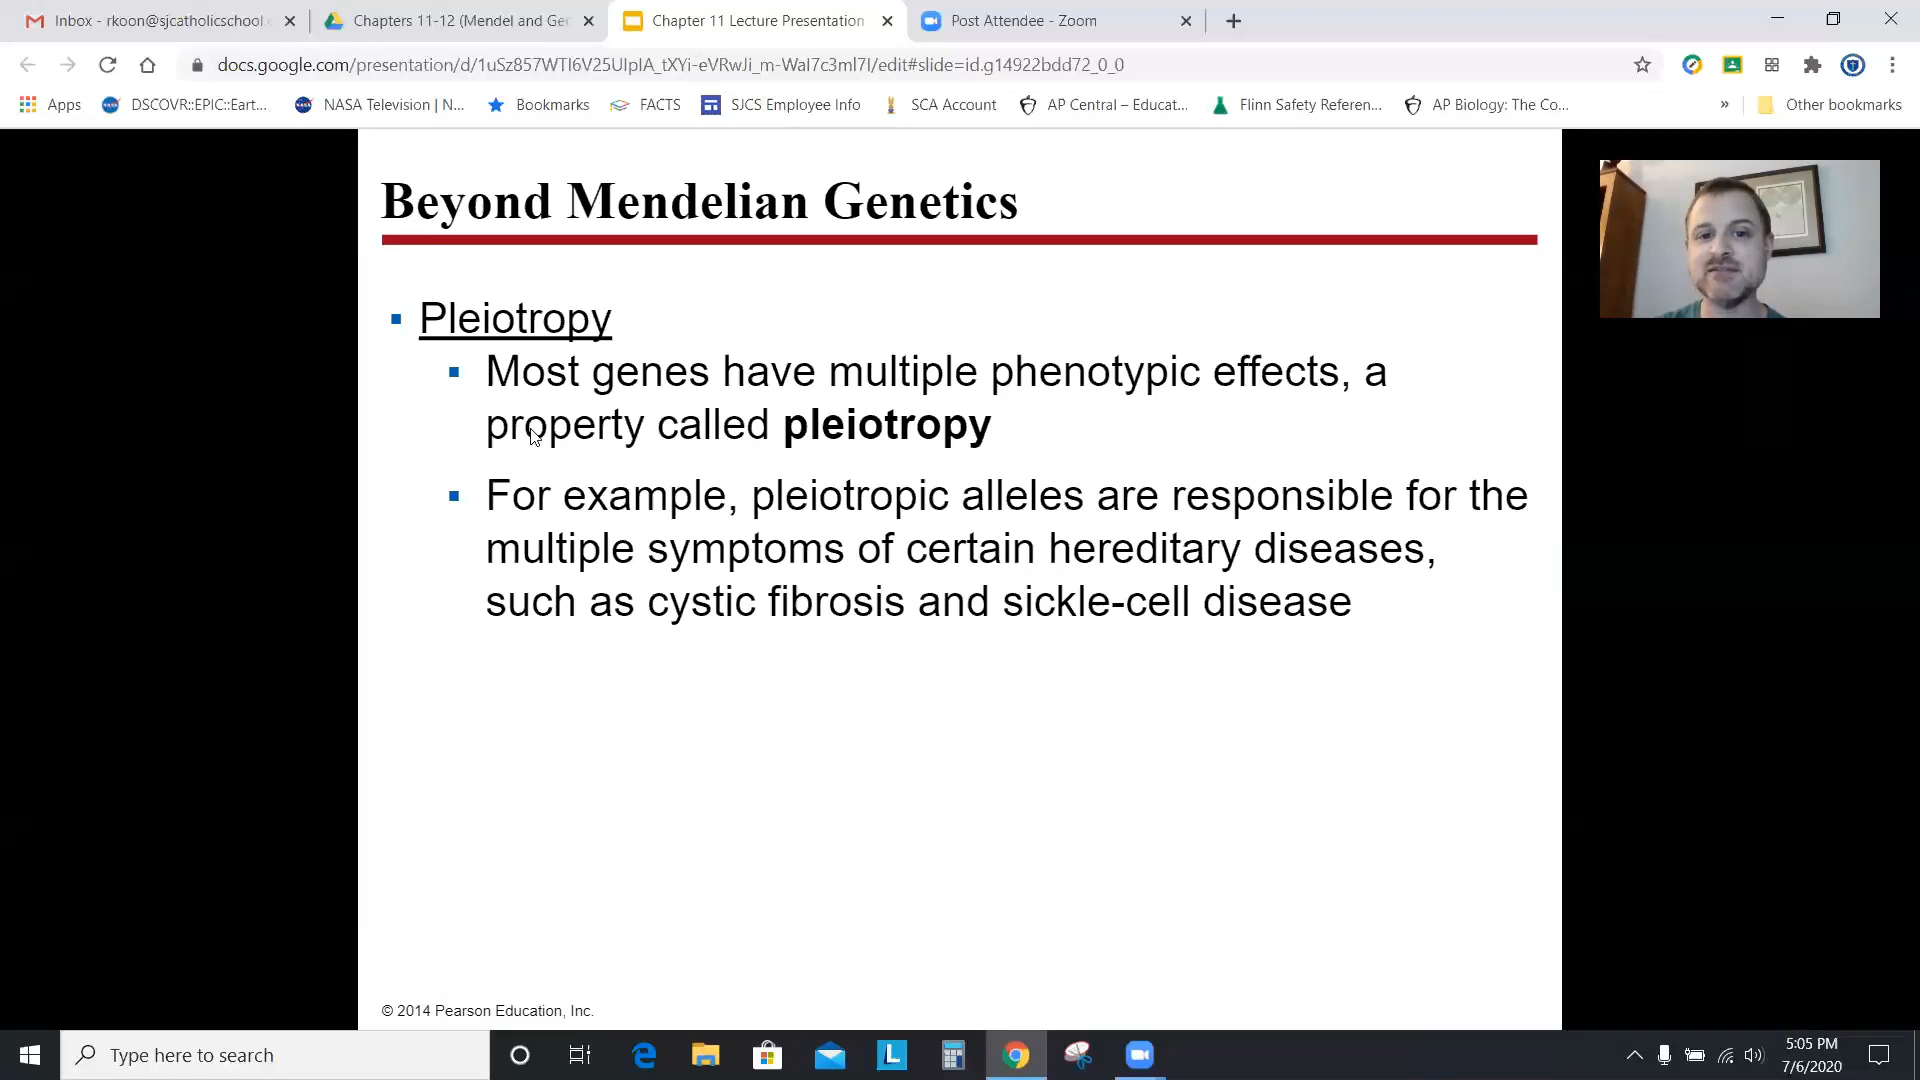 Inbox - rkoon@sjcatholicschool.
Chapters 11-12 (Mendel and Ge
Chapter 11 Lecture Presentation
Post Attendee - Zoom
docs.google.com/presentation/d/1uSz857WTI6V25UIpIA_tXYi-eVRwJi_m-WaI7c3ml7I/edit#slide=id.g14922bdd72_0_0
Apps
DSCOVR::EPIC::Eart...
NASA Television | N...
Bookmarks
FACTS
SJCS Employee Info
SCA Account
AP Central – Educat...
Flinn Safety Referen...
AP Biology: The Co...
»
Other bookmarks
Beyond Mendelian Genetics
Pleiotropy
Most genes have multiple phenotypic effects, a
property called pleiotropy
For example, pleiotropic alleles are responsible for the
multiple symptoms of certain hereditary diseases,
such as cystic fibrosis and sickle-cell disease
© 2014 Pearson Education, Inc.
Type here to search
5:05 PM
7/6/2020